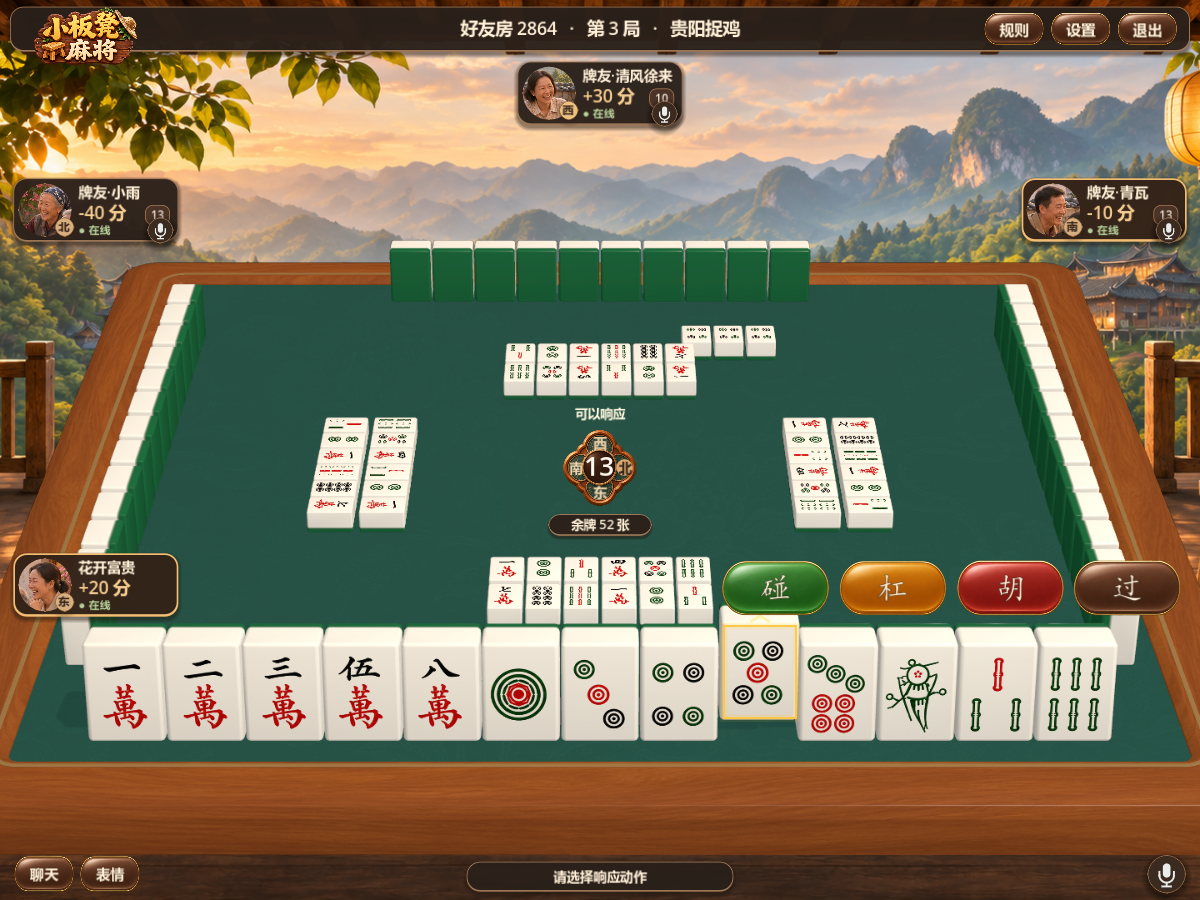 小板凳
麻将
好友房 2864 · 第 3 局 · 贵阳捉鸡
规则
设置
退出
牌友·清风徐来
+30 分
10
西
在线
牌友·小雨
-40 分
13
北
在线
牌友·青瓦
-10 分
13
南
在线
可以响应
西
南 13 北
东
余牌 52 张
花开富贵
+20 分
东
在线
碰
杠
胡
过
一萬
二萬
三萬
伍萬
八萬
聊天
表情
请选择响应动作